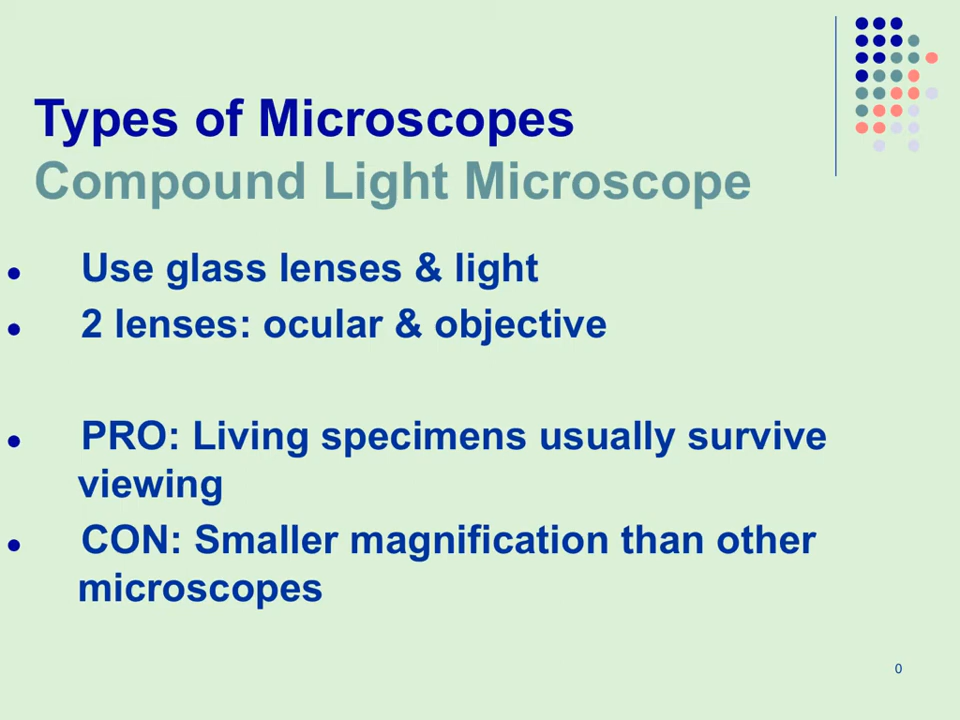 Types of Microscopes
Compound Light Microscope
● Use glass lenses & light
● 2 lenses: ocular & objective
● PRO: Living specimens usually survive
viewing
● CON: Smaller magnification than other
microscopes
0